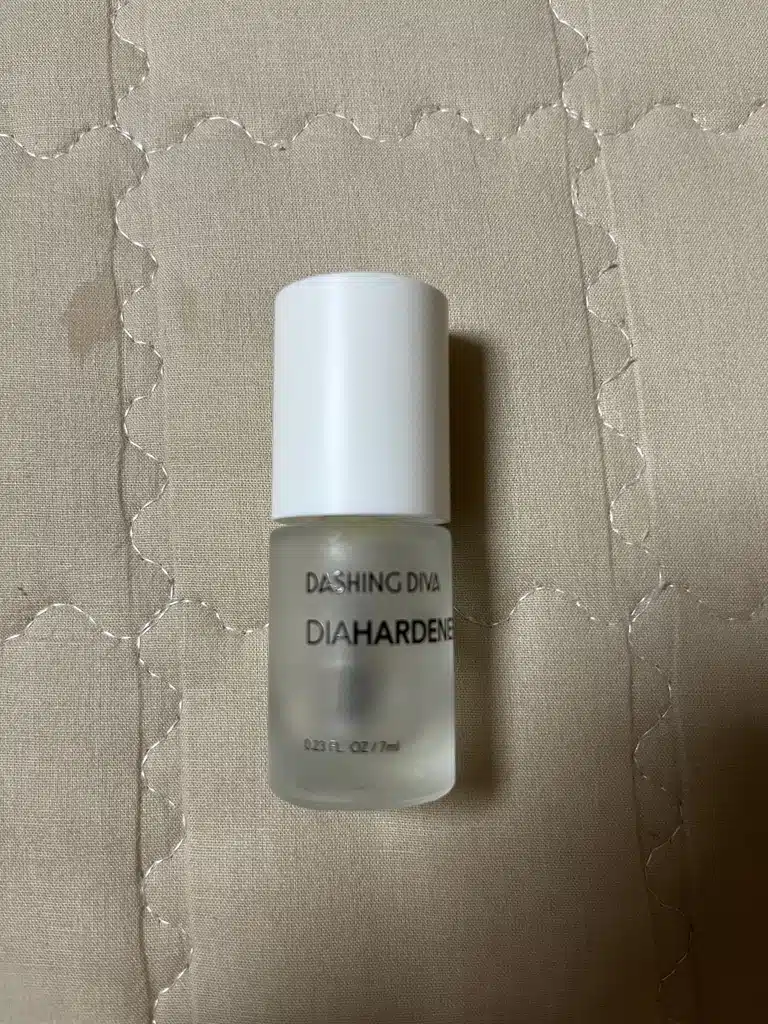 DASHING DIVA
DIAHARDENE
0.23 FL. OZ / 7ml